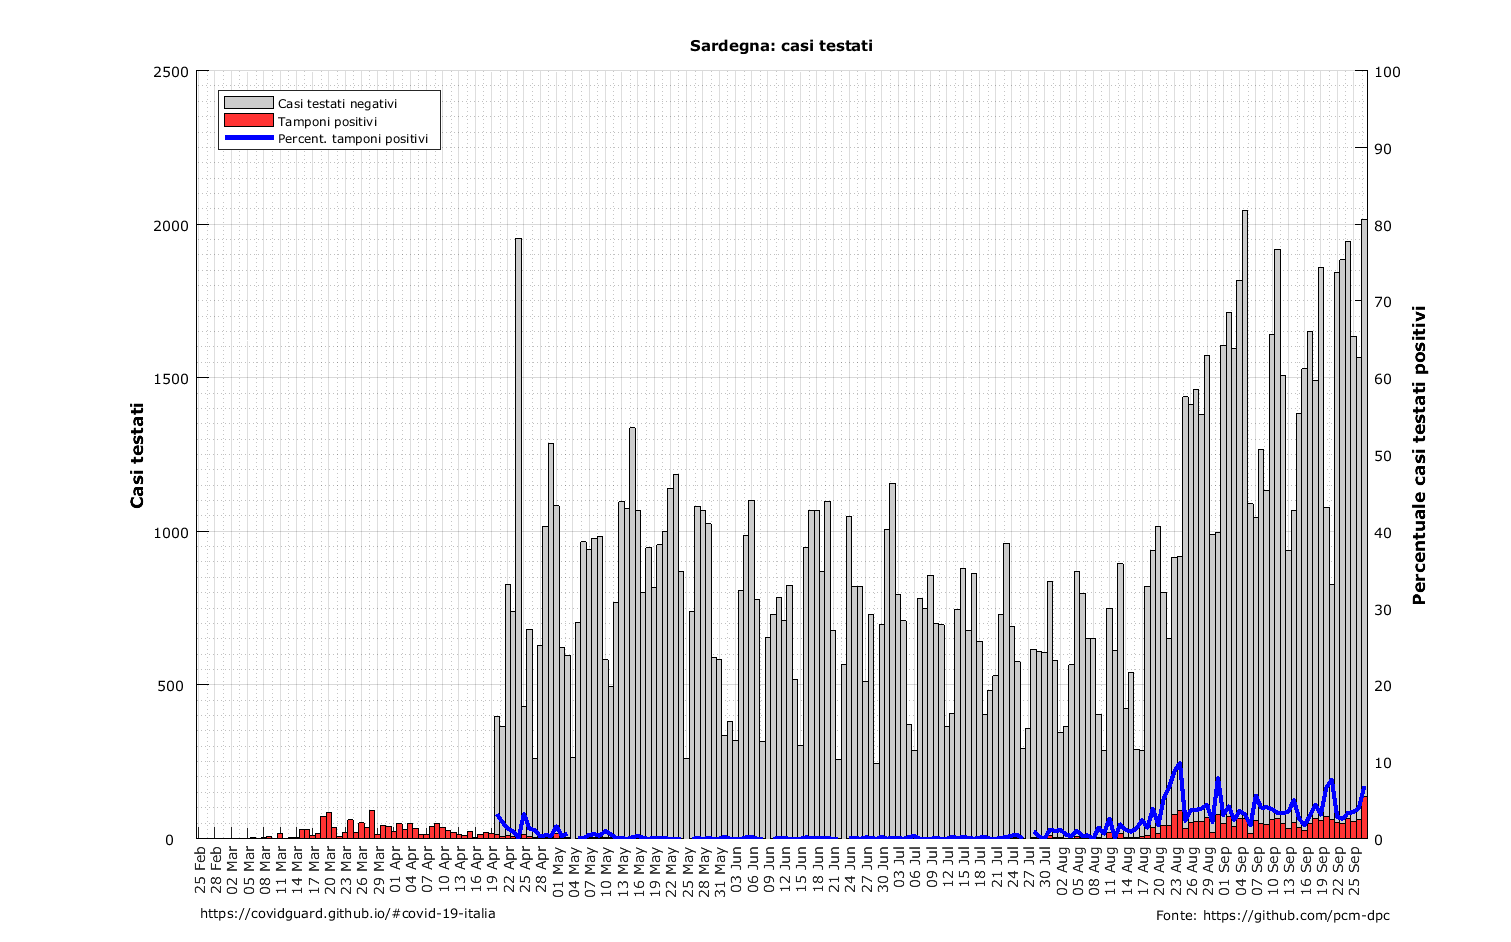 Sardegna: casi testati
2500
2000
1500
1000
500
0
Casi testati
Casi testati negativi
Tamponi positivi
Percent. tamponi positivi
100
90
80
70
60
50
40
30
20
10
0
Percentuale casi testati positivi
25 Feb
28 Feb
02 Mar
05 Mar
08 Mar
11 Mar
14 Mar
17 Mar
20 Mar
23 Mar
26 Mar
29 Mar
01 Apr
04 Apr
07 Apr
10 Apr
13 Apr
16 Apr
19 Apr
22 Apr
25 Apr
28 Apr
01 May
04 May
07 May
10 May
13 May
16 May
19 May
22 May
25 May
28 May
31 May
03 Jun
06 Jun
09 Jun
12 Jun
15 Jun
18 Jun
21 Jun
24 Jun
27 Jun
30 Jun
03 Jul
06 Jul
09 Jul
12 Jul
15 Jul
18 Jul
21 Jul
24 Jul
27 Jul
30 Jul
02 Aug
05 Aug
08 Aug
11 Aug
14 Aug
17 Aug
20 Aug
23 Aug
26 Aug
29 Aug
01 Sep
04 Sep
07 Sep
10 Sep
13 Sep
16 Sep
19 Sep
22 Sep
25 Sep
https://covidguard.github.io/#covid-19-italia
Fonte: https://github.com/pcm-dpc